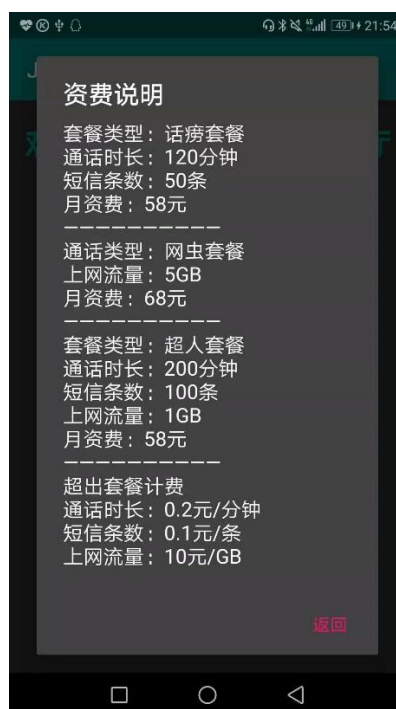 49 21:54
J
资费说明
套餐类型：话痨套餐
通话时长：120分钟
短信条数：50条
月资费：58元
——————————
通话类型：网虫套餐
上网流量：5GB
月资费：68元
——————————
套餐类型：超人套餐
通话时长：200分钟
短信条数：100条
上网流量：1GB
月资费：58元
——————————
超出套餐计费
通话时长：0.2元/分钟
短信条数：0.1元/条
上网流量：10元/GB
返回